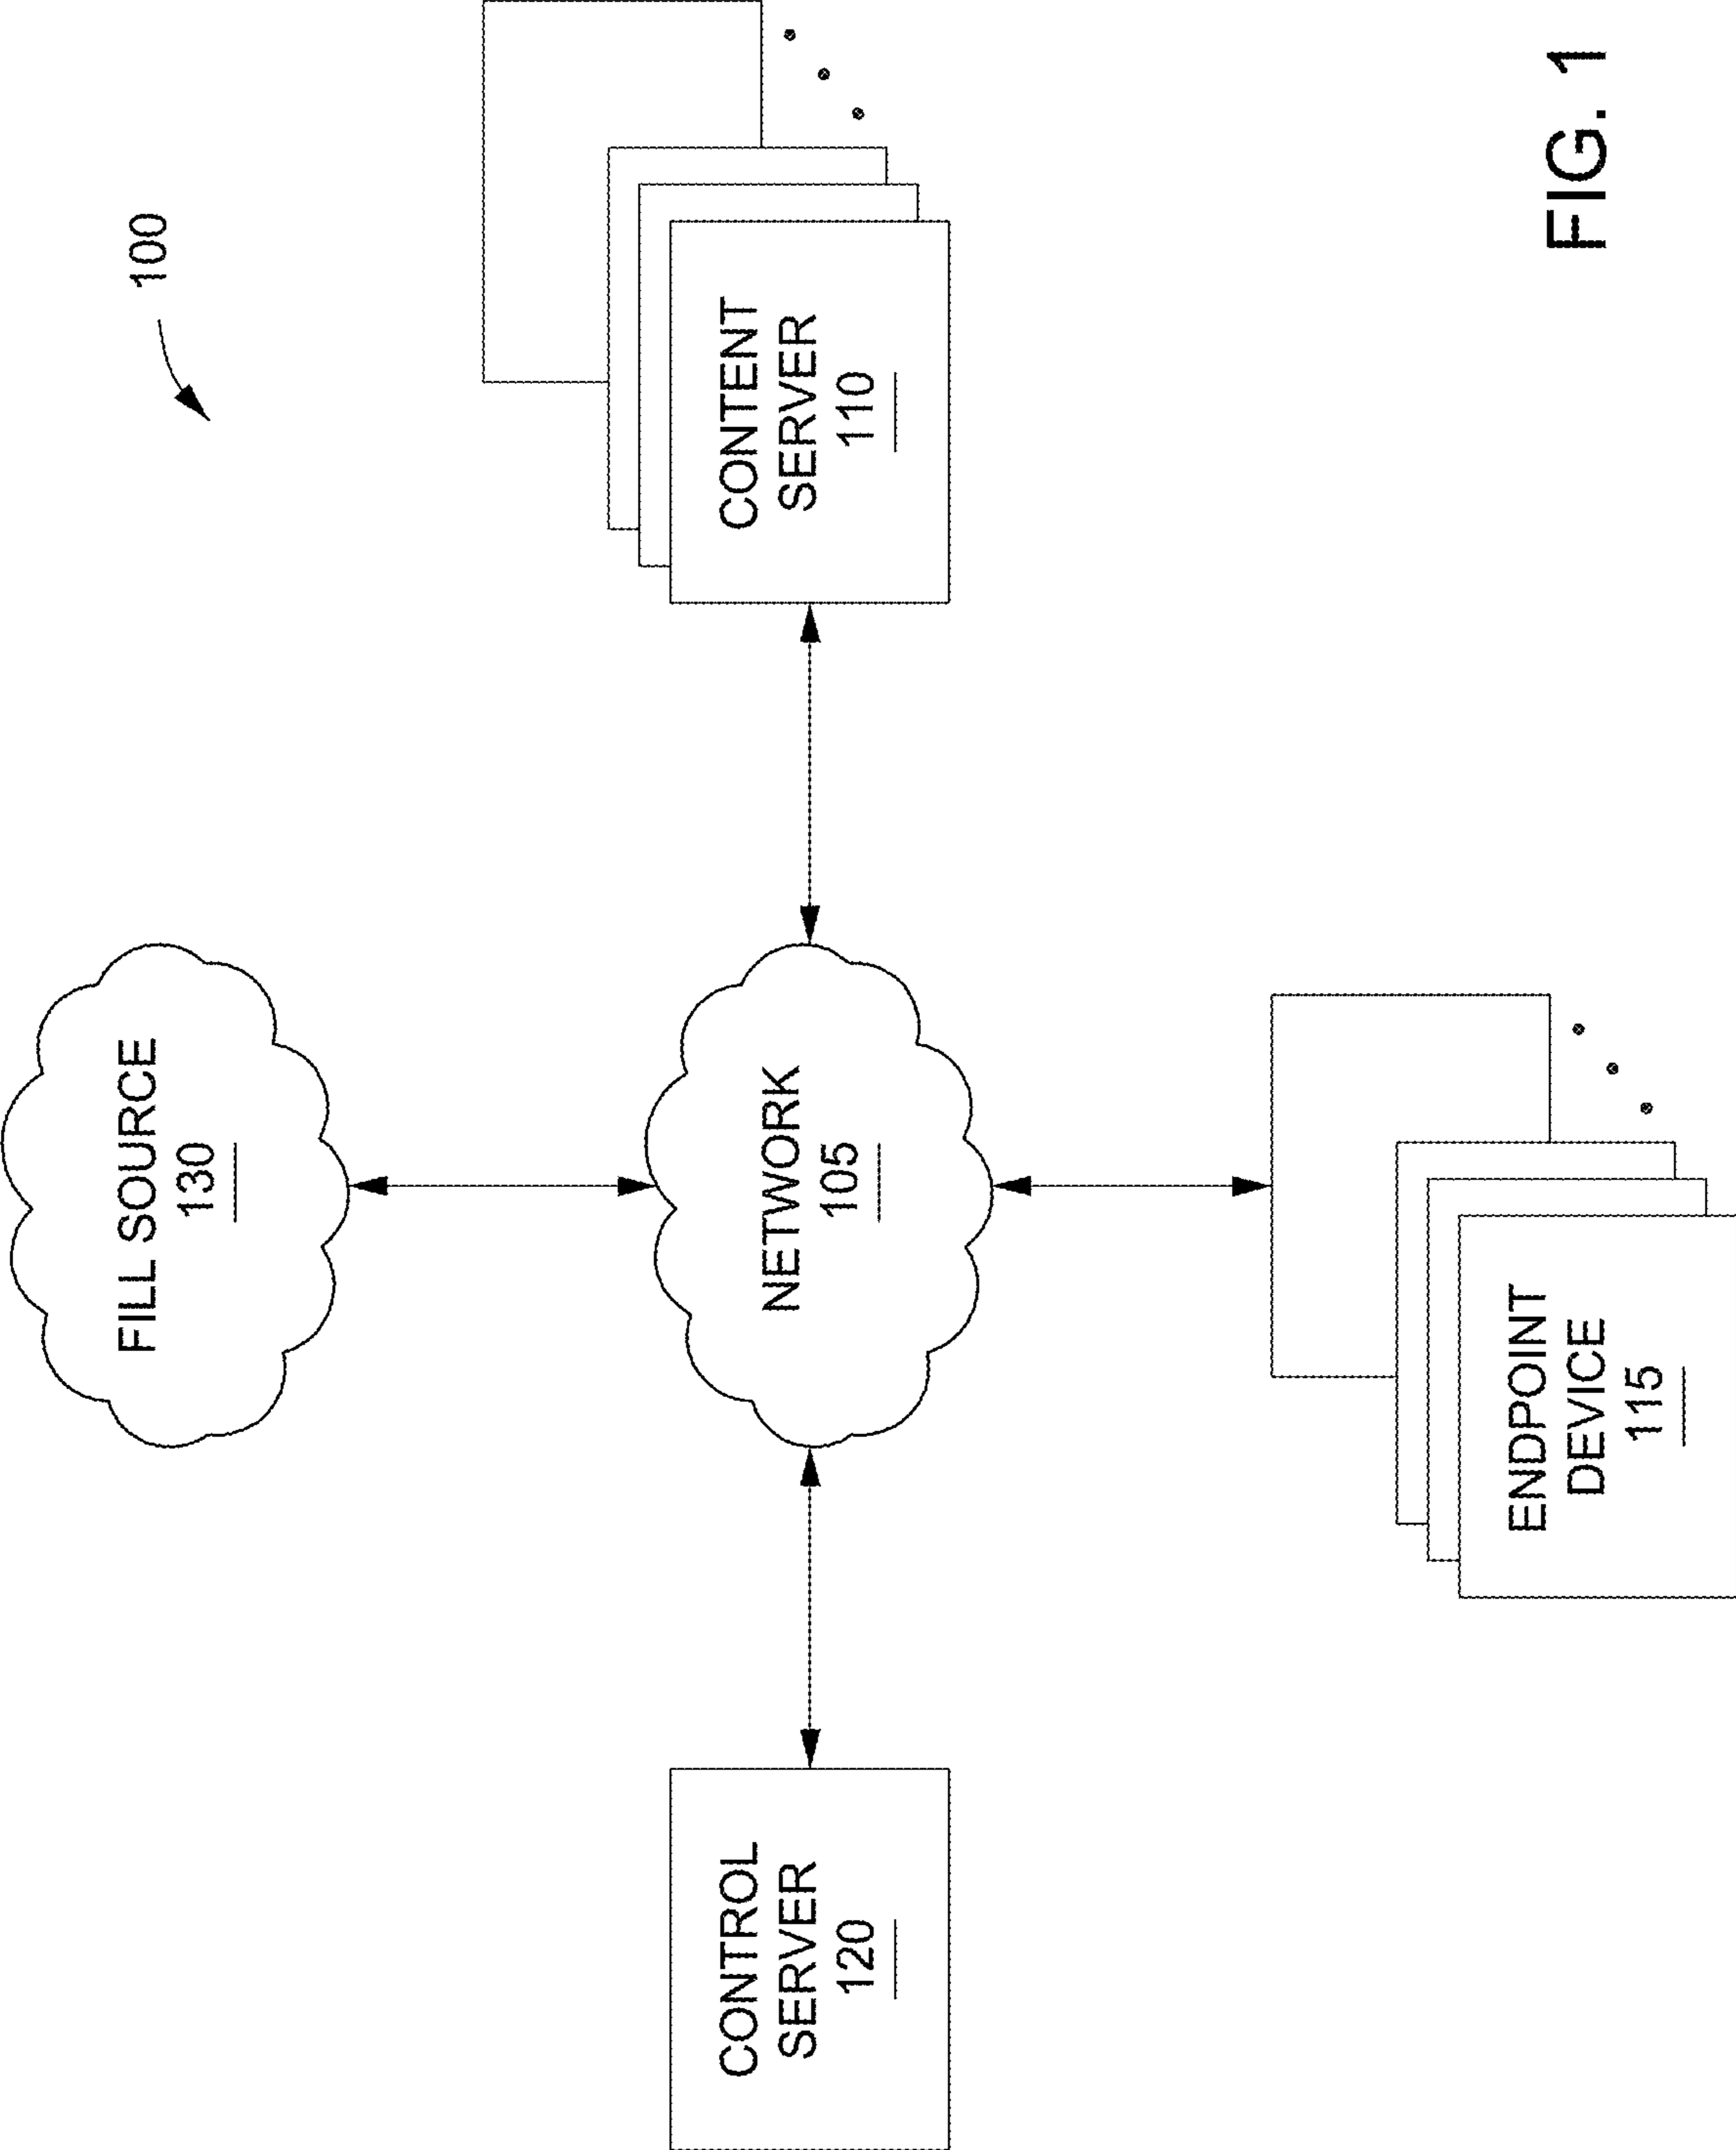 FILL SOURCE
130
100
CONTROL
SERVER
120
NETWORK
105
CONTENT
SERVER
110
ENDPOINT
DEVICE
115
FIG. 1